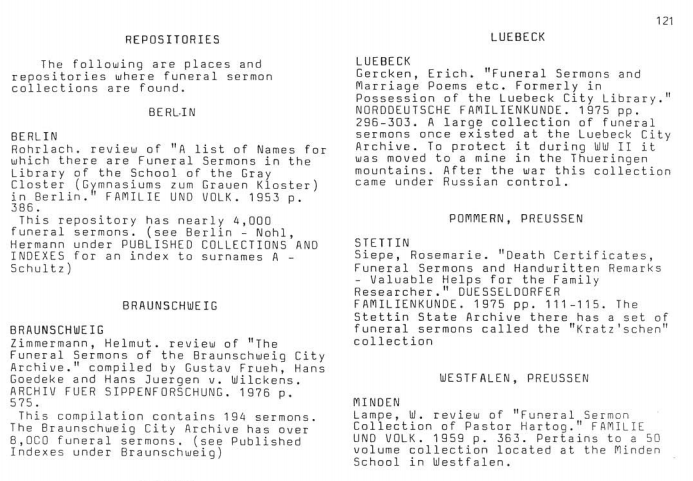 121
REPOSITORIES
The following are places and
repositories where funeral sermon
collections are found.
BERLIN
BERLIN
Rohrlach. review of "A list of Names for
which there are Funeral Sermons in the
Library of the School of the Gray
Closter (Gymnasiums zum Grauen Kloster)
in Berlin." FAMILIE UND VOLK. 1953 p.
386.
This repository has nearly 4,000
funeral sermons. (see Berlin - Nohl,
Hermann under PUBLISHED COLLECTIONS AND
INDEXES for an index to surnames A -
Schultz)
BRAUNSCHWEIG
BRAUNSCHWEIG
Zimmermann, Helmut. review of "The
Funeral Sermons of the Braunschweig City
Archive." compiled by Gustav Frueh, Hans
Goedeke and Hans Juergen v. Wilckens.
ARCHIV FUER SIPPENFORSCHUNG. 1976 p.
575.
This compilation contains 194 sermons.
The Braunschweig City Archive has over
8,000 funeral sermons. (see Published
Indexes under Braunschweig)
LUEBECK
LUEBECK
Gercken, Erich. "Funeral Sermons and
Marriage Poems etc. Formerly in
Possession of the Luebeck City Library."
NORDDEUTSCHE FAMILIENKUNDE. 1975 pp.
296-303. A large collection of funeral
sermons once existed at the Luebeck City
Archive. To protect it during WW II it
was moved to a mine in the Thueringen
mountains. After the war this collection
came under Russian control.
POMMERN, PREUSSEN
STETTIN
Siepe, Rosemarie. "Death Certificates,
Funeral Sermons and Handwritten Remarks
- Valuable Helps for the Family
Researcher." DUESSELDORFER
FAMILIENKUNDE. 1975 pp. 111-115. The
Stettin State Archive there has a set of
funeral sermons called the "Kratz'schen"
collection
WESTFALEN, PREUSSEN
MINDEN
Lampe, W. review of "Funeral Sermon
Collection of Pastor Hartog." FAMILIE
UND VOLK. 1959 p. 363. Pertains to a 50
volume collection located at the Minden
School in Westfalen.